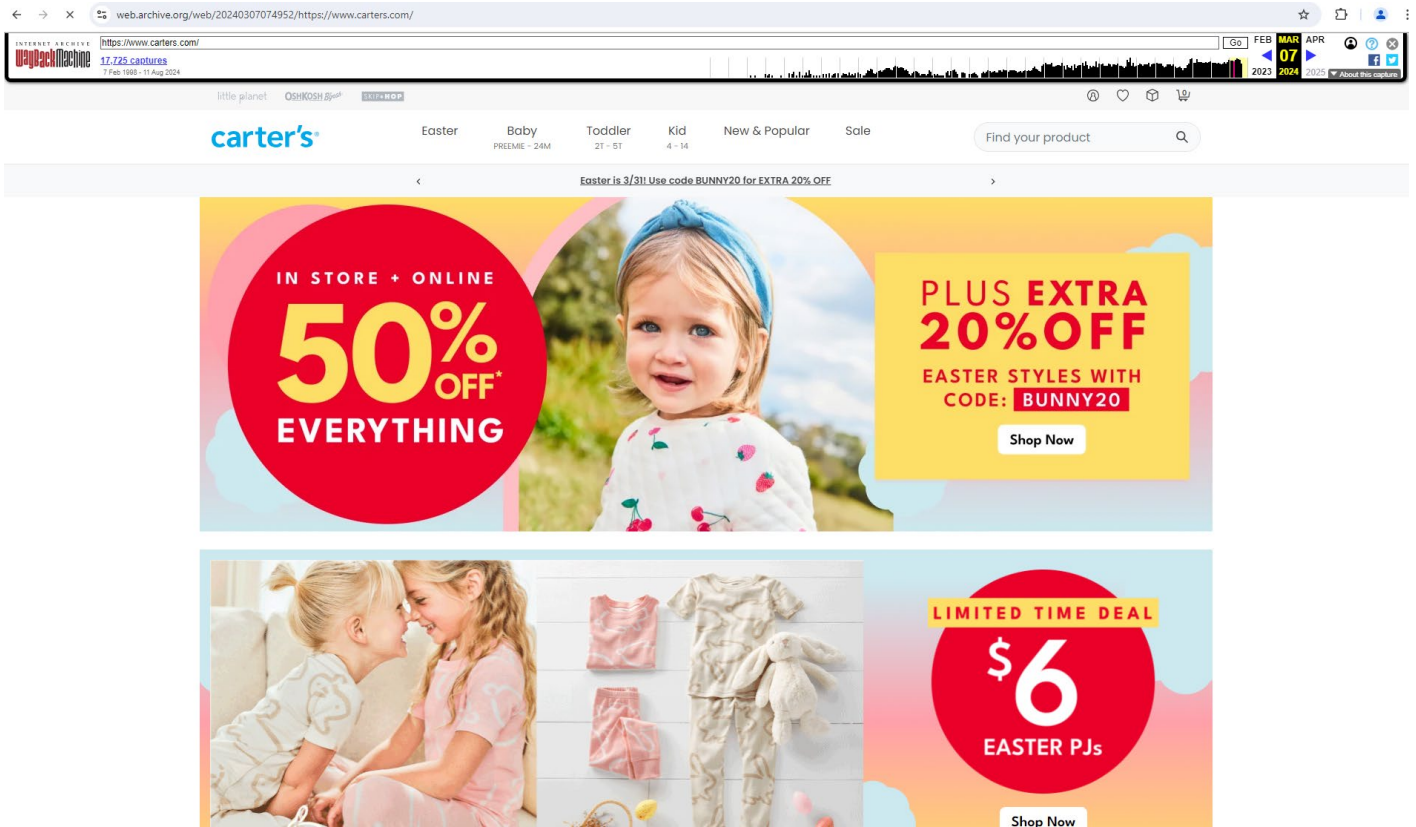 web.archive.org/web/20240307074952/https://www.carters.com/
INTERNET ARCHIVE
WayBackMachine
https://www.carters.com/
Go
FEB MAR APR
17,725 captures
07
7 Feb 1998 - 11 Aug 2024
2023 2024 2025
About this capture
little planet OSHKOSH B'gosh SKIP*HOP
0
carter's
Easter Baby Toddler Kid New & Popular Sale
PREEMIE - 24M 2T - 5T 4 - 14
Find your product
Easter is 3/31! Use code BUNNY20 for EXTRA 20% OFF
IN STORE + ONLINE
50%
OFF*
EVERYTHING
PLUS EXTRA
20%OFF
EASTER STYLES WITH
CODE: BUNNY20
Shop Now
LIMITED TIME DEAL
$6
EASTER PJs
Shop Now